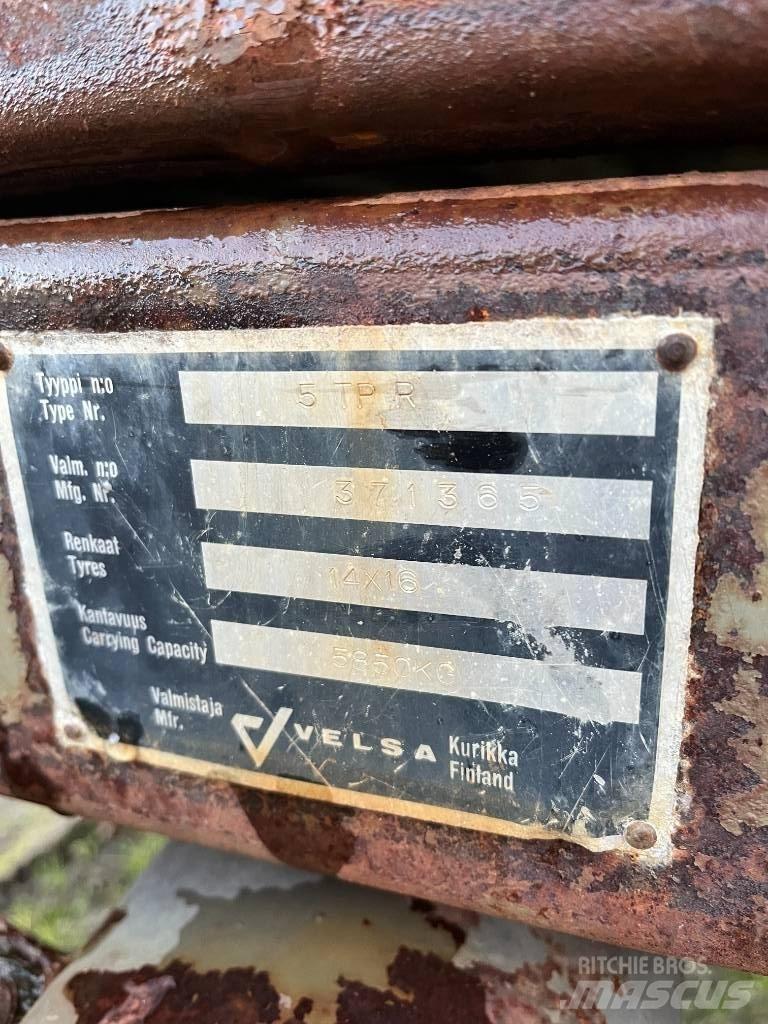 Tyyppi n:o
Type Nr.
5 TP R
Valm. n:o
Mfg. Nr.
371365
Renkaat
Tyres
14X16
Kantavuus
Carrying Capacity
5850KG
Valmistaja
Mfr.
VELSA
Kurikka
Finland
RITCHIE BROS.
MASCUS